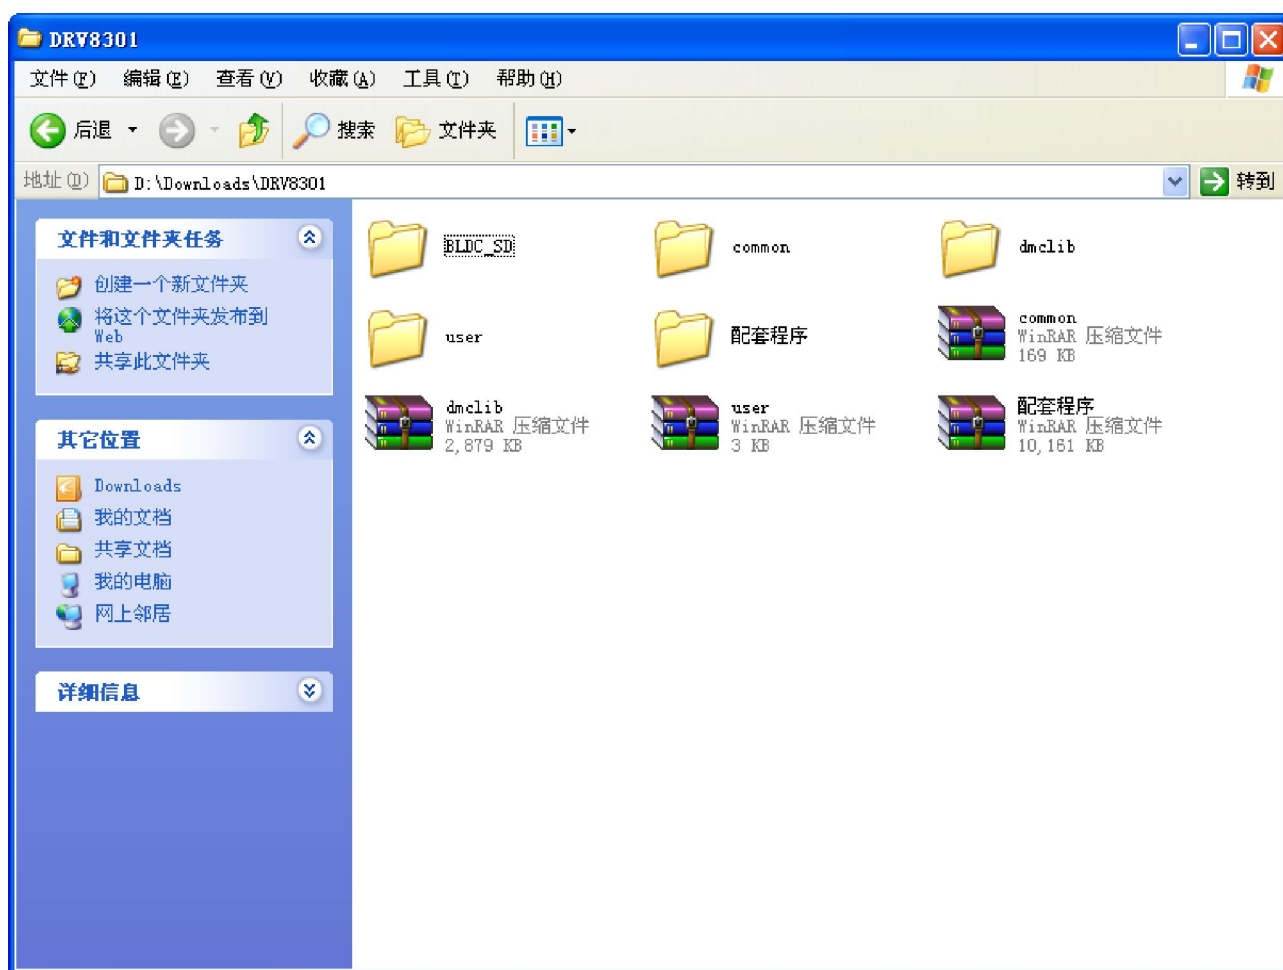 DRV8301
文件(F) 编辑(E) 查看(V) 收藏(A) 工具(T) 帮助(H)
后退 搜索 文件夹
地址(D) D:\Downloads\DRV8301 转到
文件和文件夹任务
创建一个新文件夹
将这个文件夹发布到
Web
共享此文件夹
其它位置
Downloads
我的文档
共享文档
我的电脑
网上邻居
详细信息
BLDC_SD
common
dmclib
user
配套程序
common
WinRAR 压缩文件
169 KB
dmclib
WinRAR 压缩文件
2,879 KB
user
WinRAR 压缩文件
3 KB
配套程序
WinRAR 压缩文件
10,161 KB